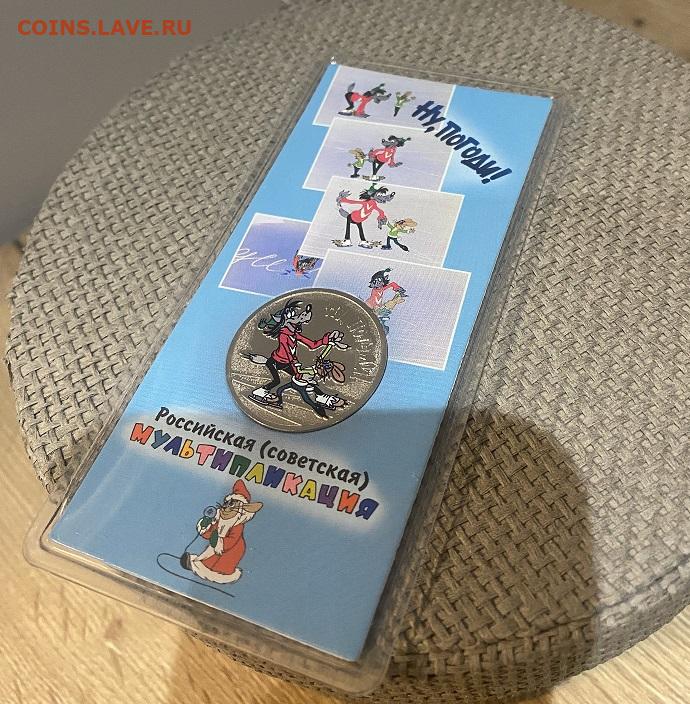 COINS.LAVE.RU
Ну, погоди!
Российская (советская)
МУЛЬТИПЛИКАЦИЯ